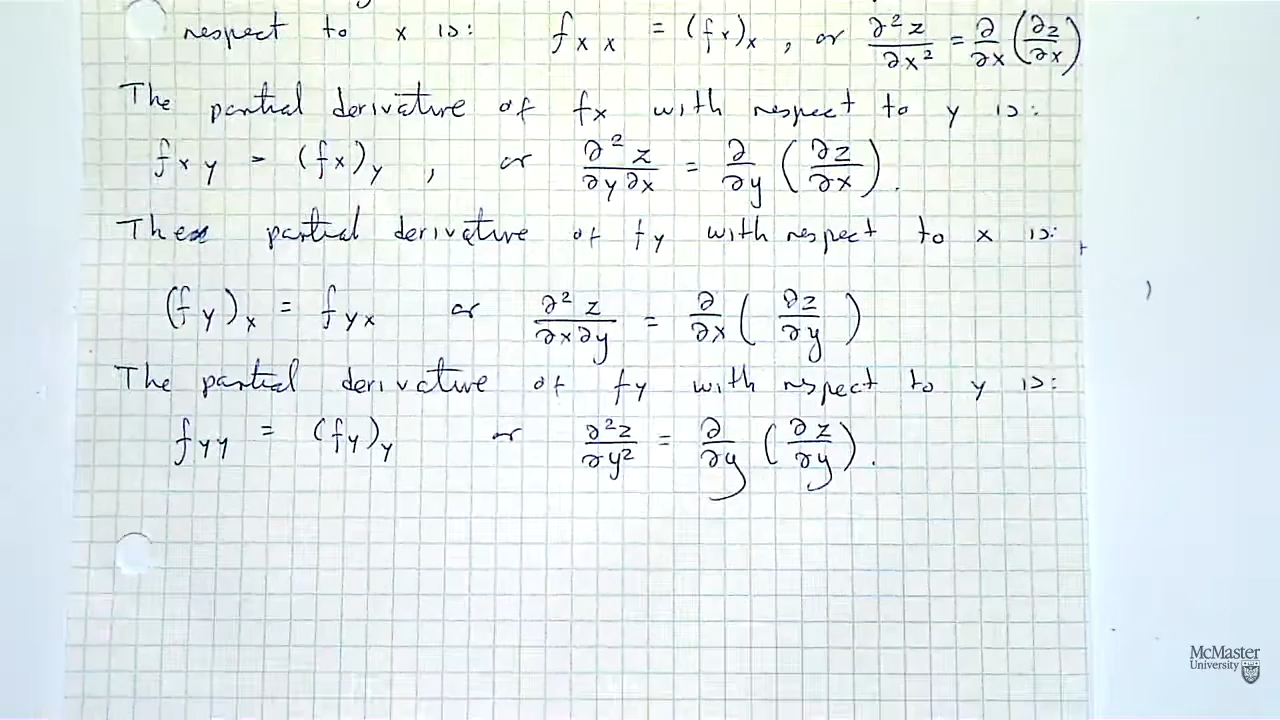 respect to x is: fxx = (fx)x, or ∂²z/∂x² = ∂/∂x (∂z/∂x)
The partial derivative of fx with respect to y is:
fxy = (fx)y, or ∂²z/∂y∂x = ∂/∂y (∂z/∂x).
The partial derivative of fy with respect to x is:
(fy)x = fyx or ∂²z/∂x∂y = ∂/∂x (∂z/∂y)
The partial derivative of fy with respect to y is:
fyy = (fy)y or ∂²z/∂y² = ∂/∂y (∂z/∂y).
McMaster
University